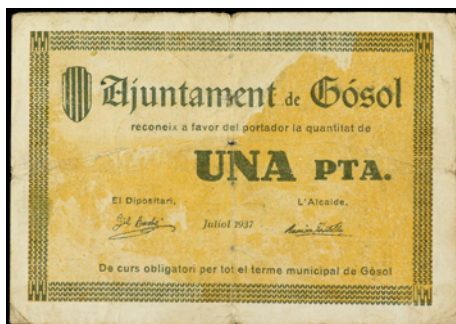 Ajuntament de Gósol
reconeix a favor del portador la quantitat de
UNA PTA.
El Dipositari, L'Alcalde,
Juliol 1937
De curs obligatori per tot el terme municipal de Gósol